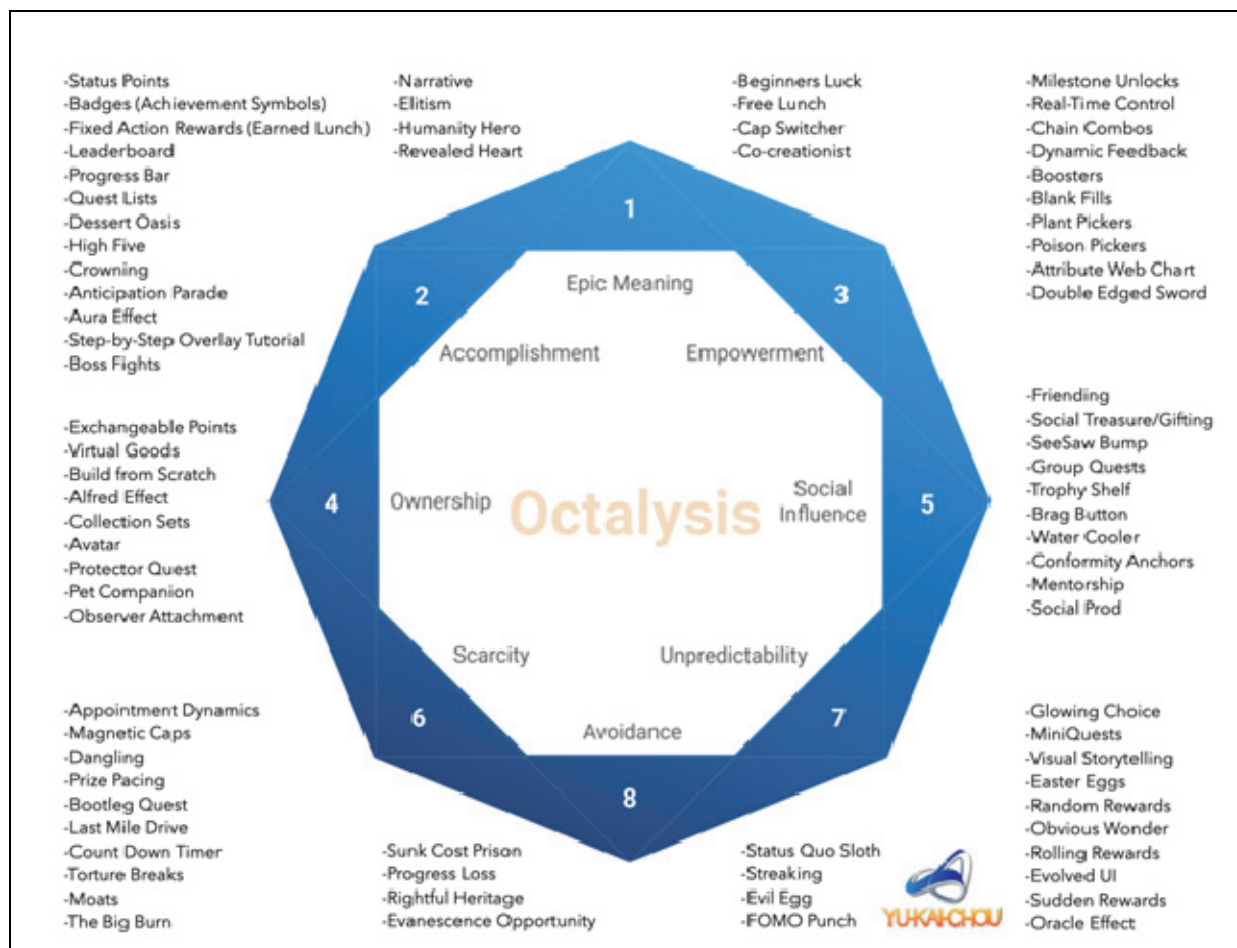 -Status Points
-Badges (Achievement Symbols)
-Fixed Action Rewards (Earned Lunch)
-Leaderboard
-Progress Bar
-Quest Lists
-Dessert Oasis
-High Five
-Crowning
-Anticipation Parade
-Aura Effect
-Step-by-Step Overlay Tutorial
-Boss Fights
-Narrative
-Elitism
-Humanity Hero
-Revealed Heart
-Beginners Luck
-Free Lunch
-Cap Switcher
-Co-creationist
-Milestone Unlocks
-Real-Time Control
-Chain Combos
-Dynamic Feedback
-Boosters
-Blank Fills
-Plant Pickers
-Poison Pickers
-Attribute Web Chart
-Double Edged Sword
1
Epic Meaning
2
Accomplishment
3
Empowerment
-Exchangeable Points
-Virtual Goods
-Build from Scratch
-Alfred Effect
-Collection Sets
-Avatar
-Protector Quest
-Pet Companion
-Observer Attachment
4
Ownership
Octalysis
Social
Influence
5
-Friending
-Social Treasure/Gifting
-SeeSaw Bump
-Group Quests
-Trophy Shelf
-Brag Button
-Water Cooler
-Conformity Anchors
-Mentorship
-Social Prod
Scarcity
6
Unpredictability
7
Avoidance
8
-Appointment Dynamics
-Magnetic Caps
-Dangling
-Prize Pacing
-Bootleg Quest
-Last Mile Drive
-Count Down Timer
-Torture Breaks
-Moats
-The Big Burn
-Sunk Cost Prison
-Progress Loss
-Rightful Heritage
-Evanescence Opportunity
-Status Quo Sloth
-Streaking
-Evil Egg
-FOMO Punch
YU-KAI-CHOU
-Glowing Choice
-MiniQuests
-Visual Storytelling
-Easter Eggs
-Random Rewards
-Obvious Wonder
-Rolling Rewards
-Evolved UI
-Sudden Rewards
-Oracle Effect